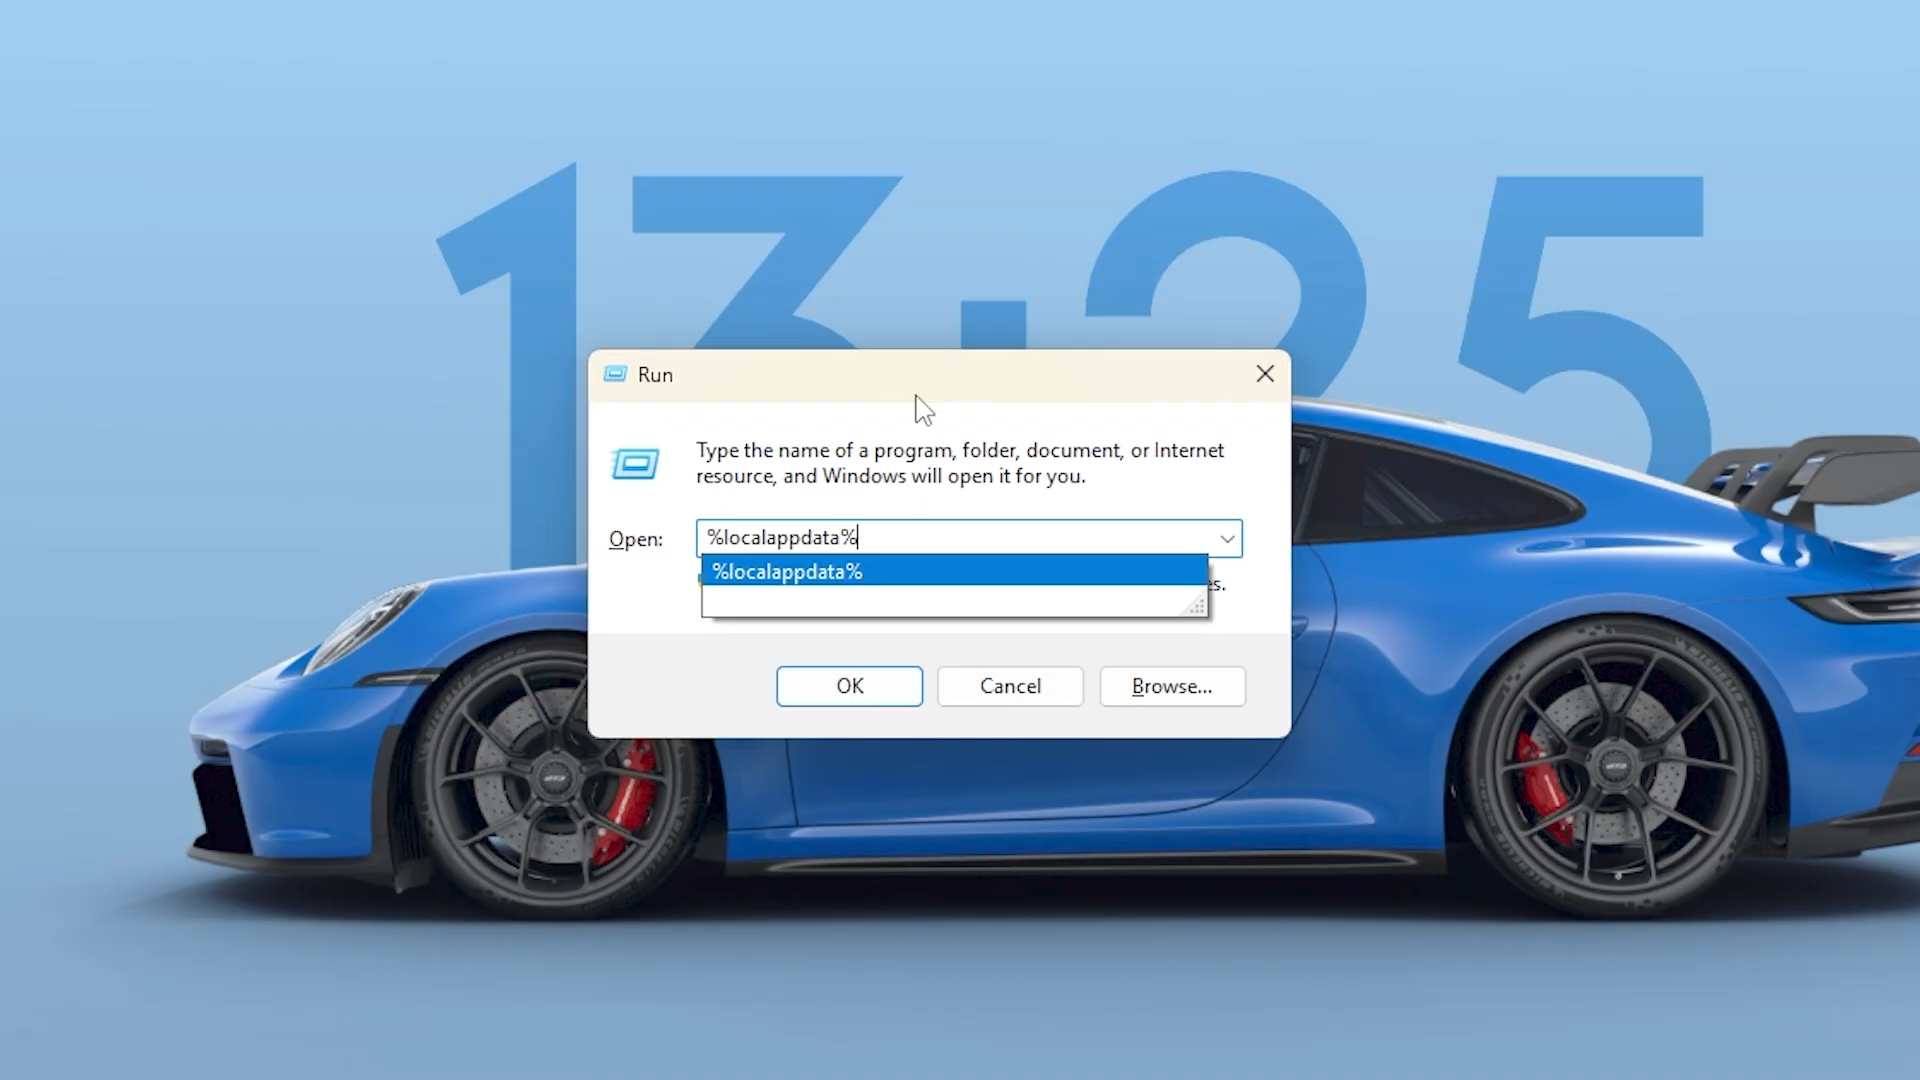 13:25
Run
Type the name of a program, folder, document, or Internet
resource, and Windows will open it for you.
Open:
%localappdata%
%localappdata%
es.
OK
Cancel
Browse...